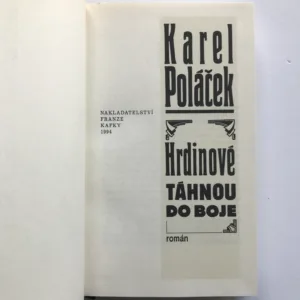 Karel
Poláček
Hrdinové
TÁHNOU
DO BOJE
román
NAKLADATELSTVÍ
FRANZE
KAFKY
1994